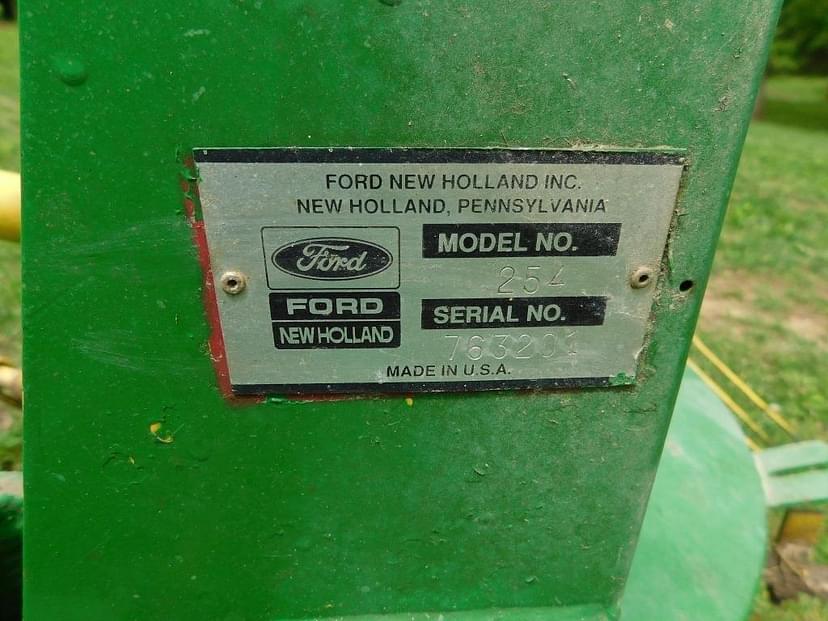 FORD NEW HOLLAND INC.
NEW HOLLAND, PENNSYLVANIA
Ford
FORD
NEW HOLLAND
MODEL NO.
254
SERIAL NO.
763201
MADE IN U.S.A.